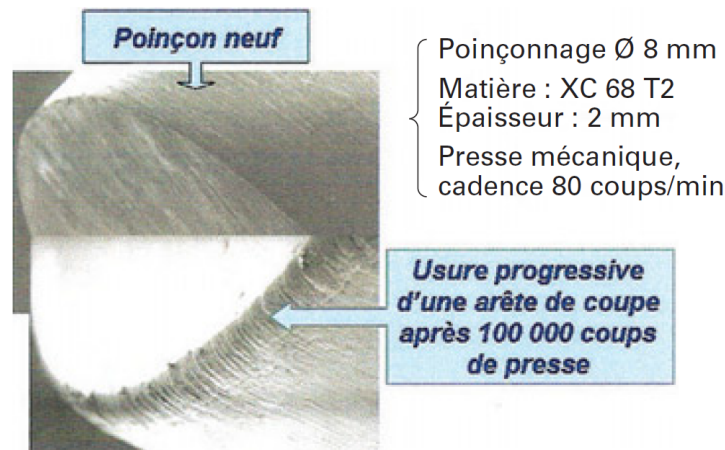 Poinçon neuf
Poinçonnage Ø 8 mm
Matière : XC 68 T2
Épaisseur : 2 mm
Presse mécanique,
cadence 80 coups/min
Usure progressive
d'une arête de coupe
après 100 000 coups
de presse